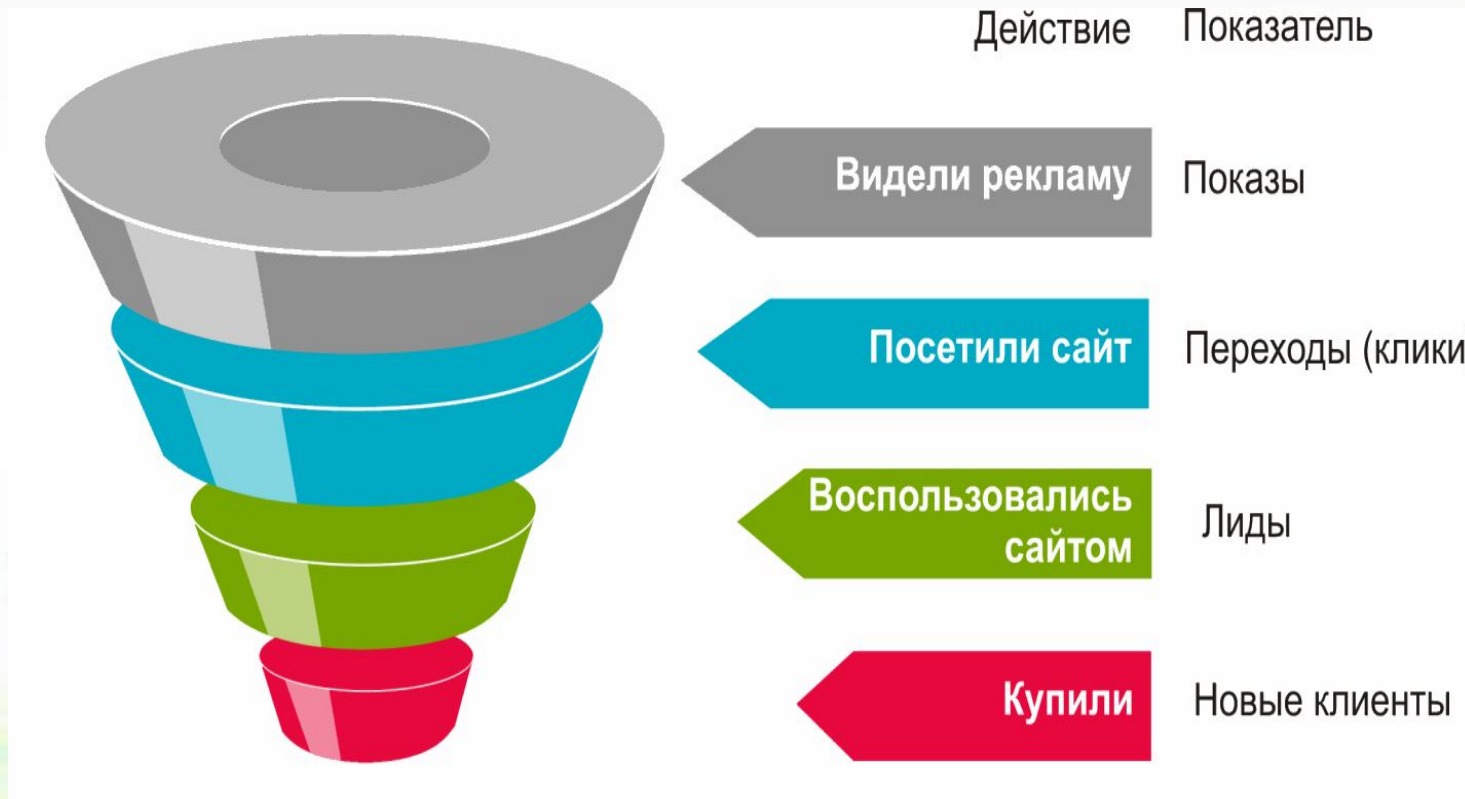 Действие Показатель
Видели рекламу Показы
Посетили сайт Переходы (клики
Воспользовались
сайтом
Лиды
Купили Новые клиенты